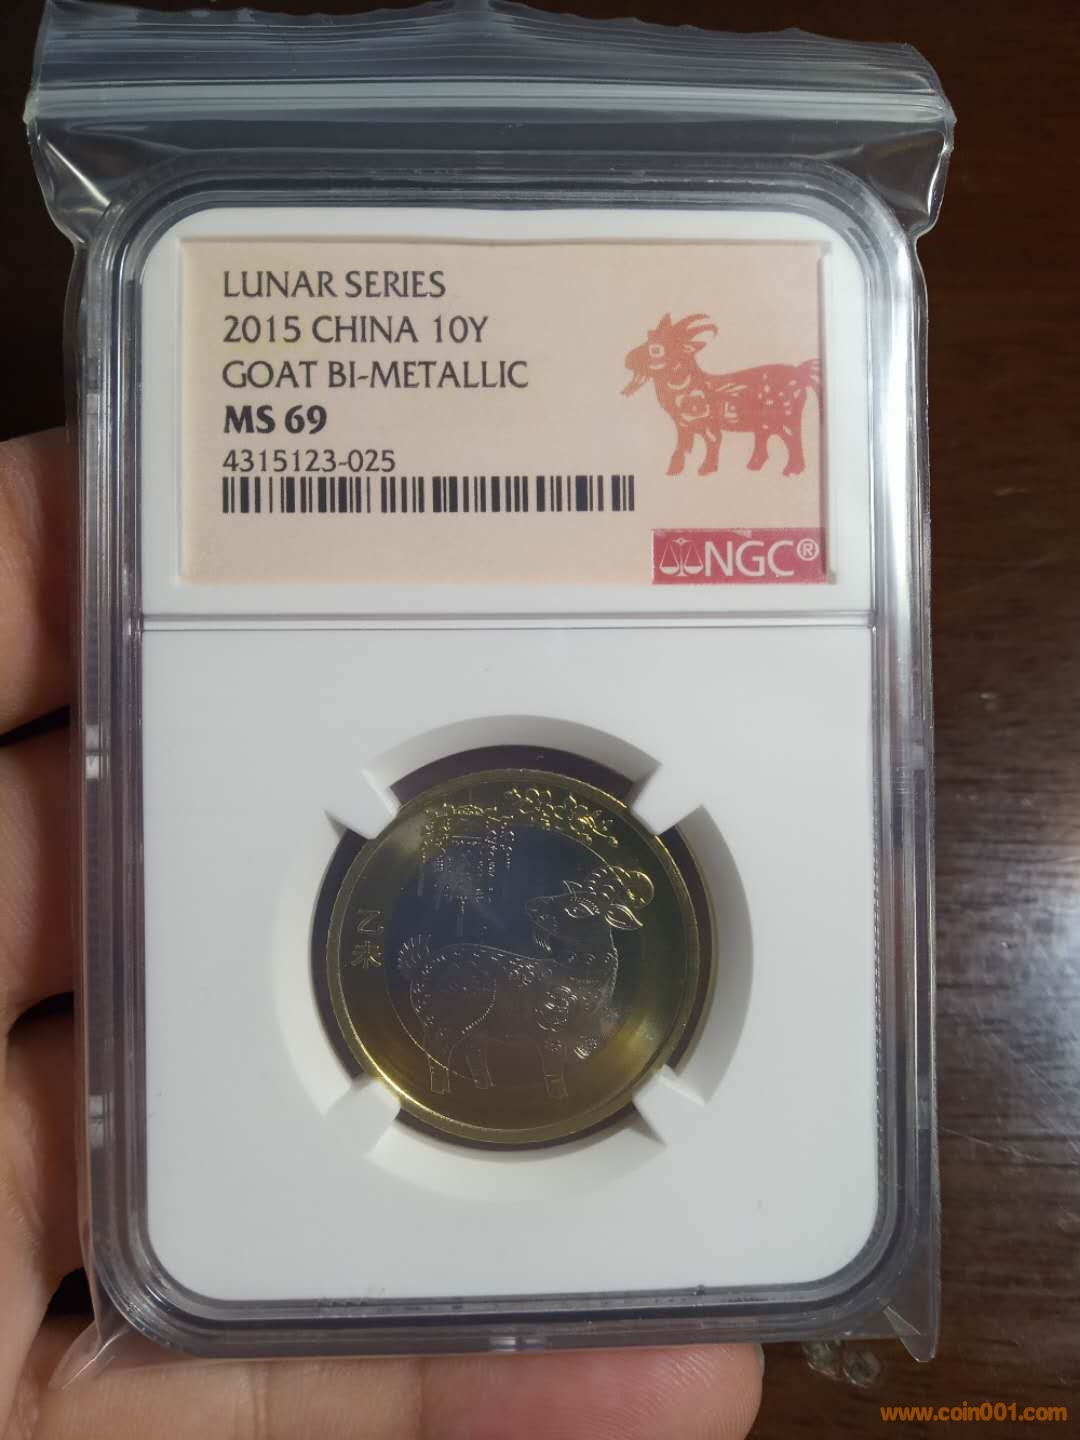 LUNAR SERIES
2015 CHINA 10Y
GOAT BI-METALLIC
MS 69
4315123-025
NGC®
乙
未
www.coin001.com